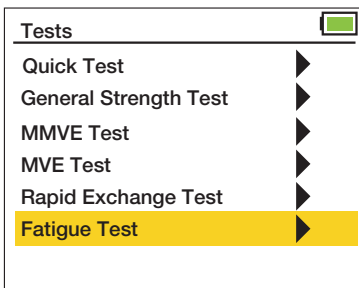 Tests
Quick Test
General Strength Test
MMVE Test
MVE Test
Rapid Exchange Test
Fatigue Test